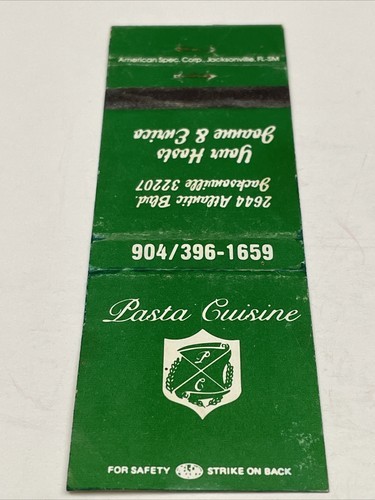 American Spec. Corp., Jacksonville, FL-SM
Your Hosts
Joanne & Enrico
2644 Atlantic Blvd.
Jacksonville 32207
904/396-1659
Pasta Cuisine
P
C
FOR SAFETY STRIKE ON BACK